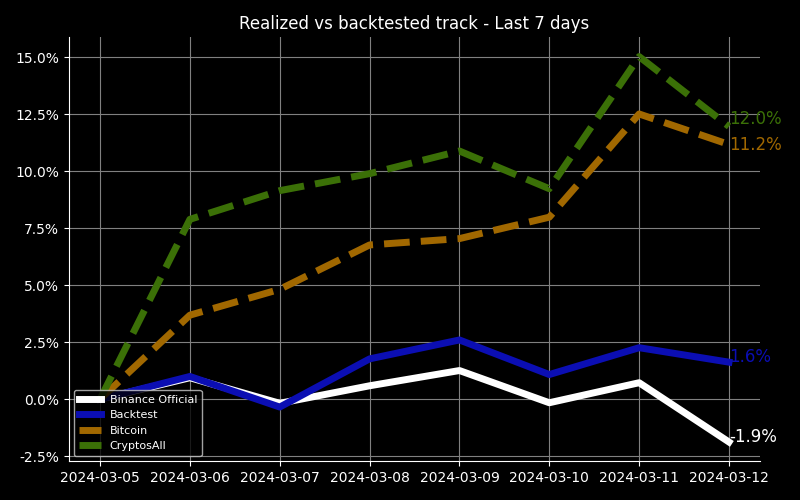 Realized vs backtested track - Last 7 days
15.0%
12.5%
10.0%
7.5%
5.0%
2.5%
0.0%
-2.5%
12.0%
11.2%
1.6%
-1.9%
Binance Official
Backtest
Bitcoin
CryptosAll
2024-03-05 2024-03-06 2024-03-07 2024-03-08 2024-03-09 2024-03-10 2024-03-11 2024-03-12